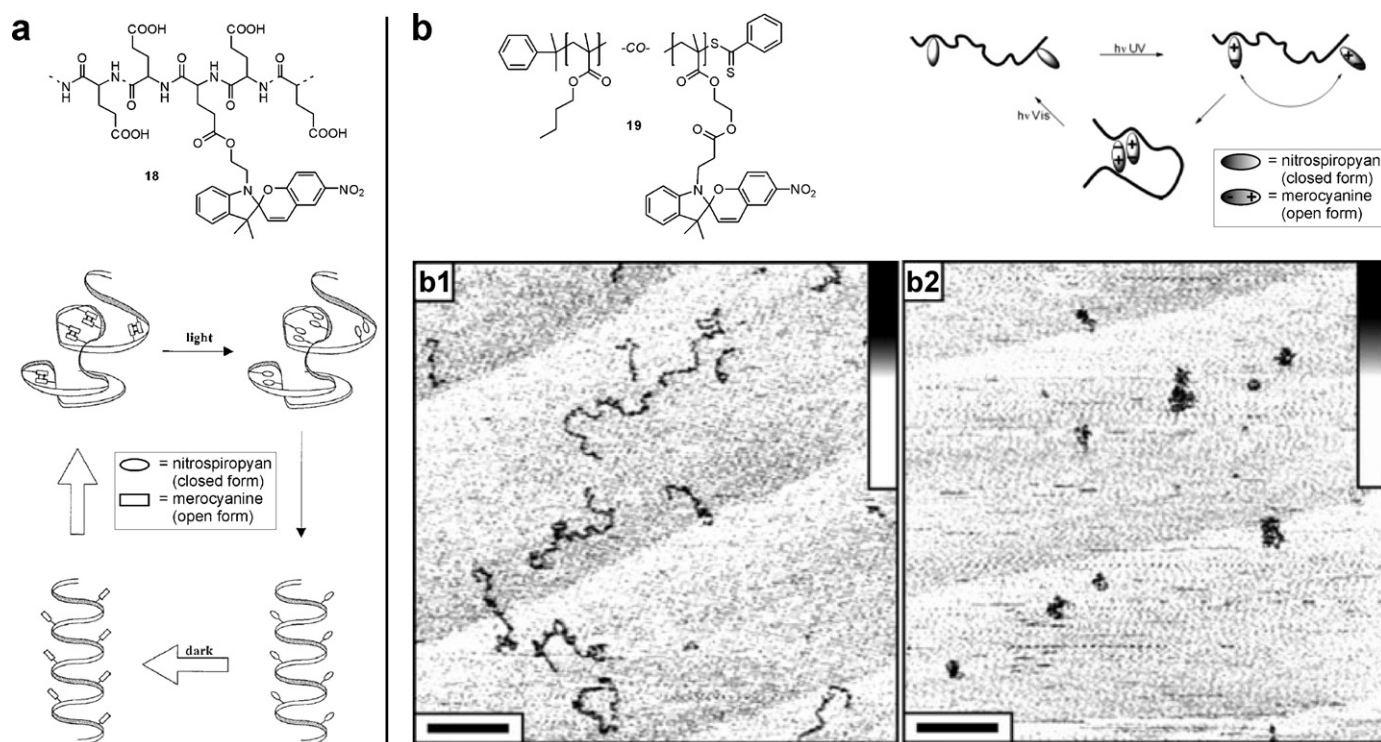 a
COOH
COOH
O
H
N
O
H
N
O
N
H
O
N
H
O
N
H
O
COOH
O
O
COOH
18
N
O
NO2
light
= nitrospiropyan
(closed form)
= merocyanine
(open form)
dark
b
-CO-
S
S
O
O
O
O
O
O
19
N
O
NO2
hν UV
hν Vis
= nitrospiropyan
(closed form)
= merocyanine
(open form)
b1
b2